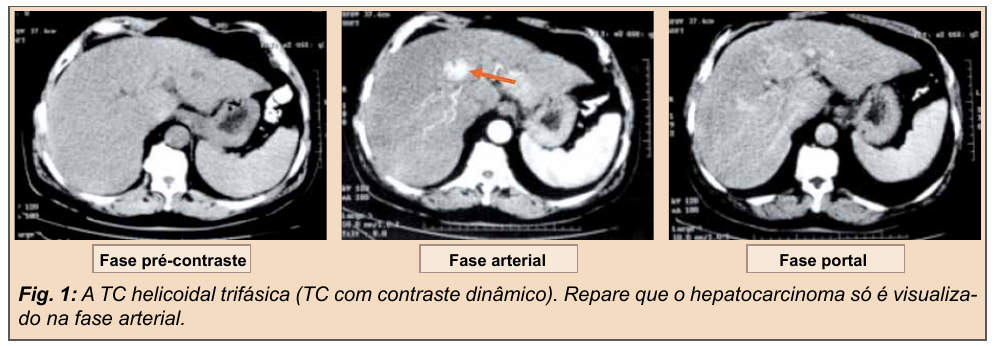 Fase pré-contraste
Fase arterial
Fase portal
Fig. 1: A TC helicoidal trifásica (TC com contraste dinâmico). Repare que o hepatocarcinoma só é visualiza-
do na fase arterial.